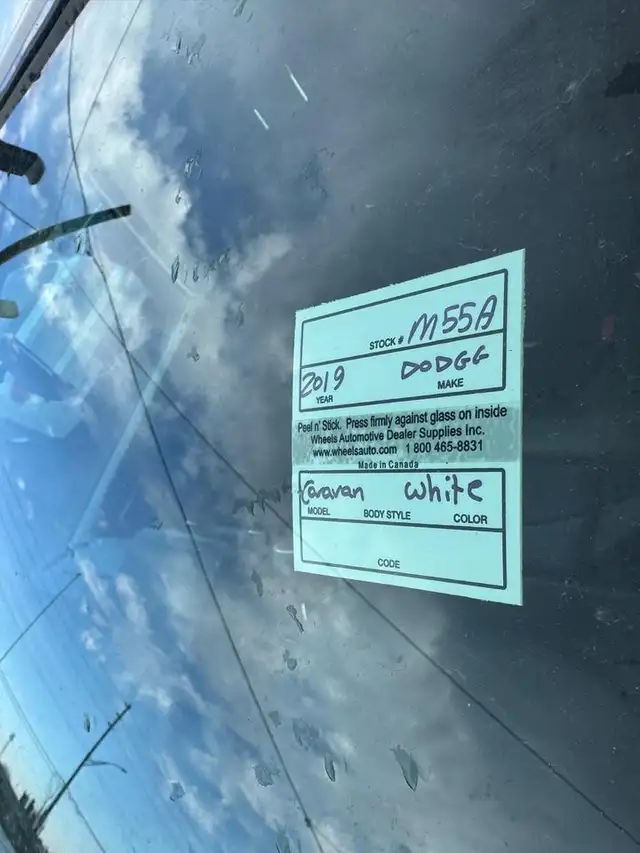 STOCK # M55A
2019 DODGG
YEAR MAKE
Peel n' Stick. Press firmly against glass on inside
Wheels Automotive Dealer Supplies Inc.
www.wheelsauto.com 1 800 465-8831
Made in Canada
Caravan white
MODEL BODY STYLE COLOR
CODE